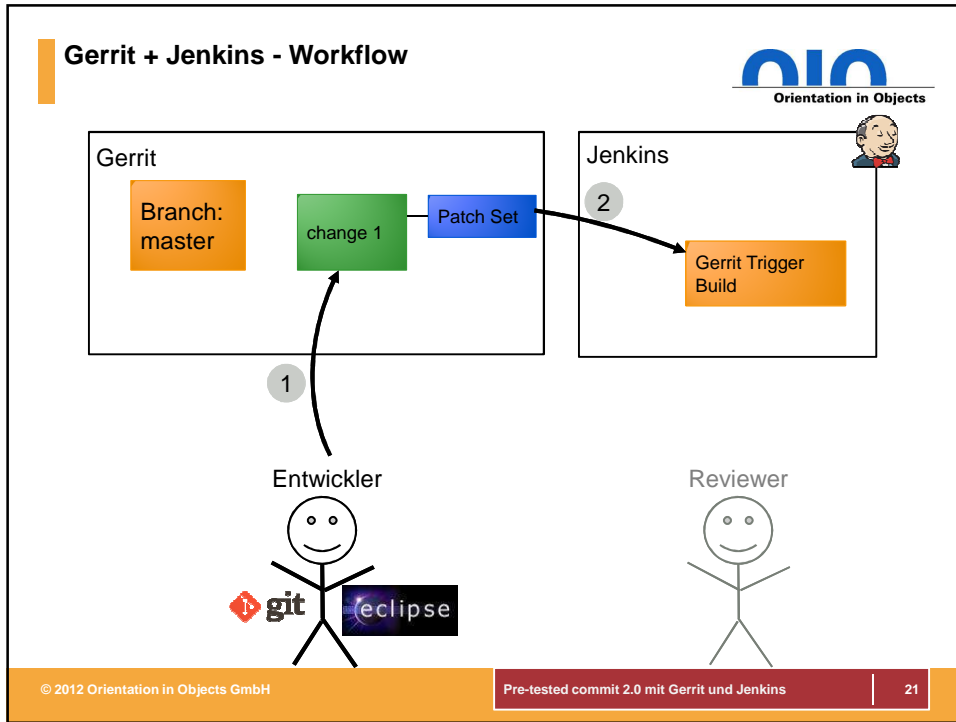 Gerrit + Jenkins - Workflow
Orientation in Objects
Gerrit
Jenkins
Branch:
master
change 1
Patch Set
2
Gerrit Trigger
Build
1
Entwickler
Reviewer
git
eclipse
© 2012 Orientation in Objects GmbH
Pre-tested commit 2.0 mit Gerrit und Jenkins
21